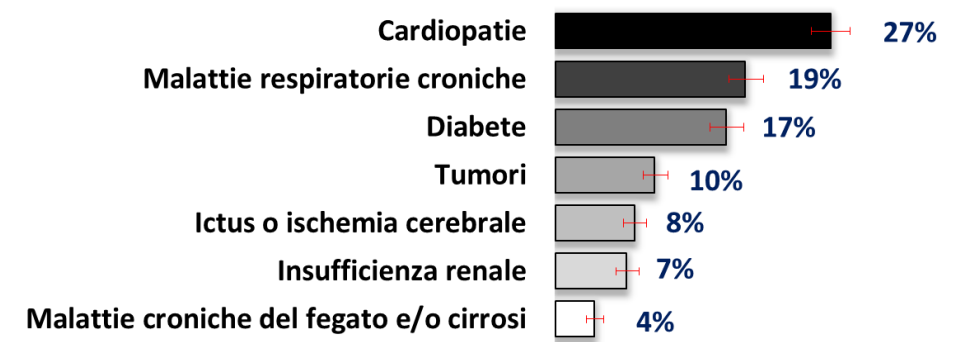 Cardiopatie 27%
Malattie respiratorie croniche 19%
Diabete 17%
Tumori 10%
Ictus o ischemia cerebrale 8%
Insufficienza renale 7%
Malattie croniche del fegato e/o cirrosi 4%